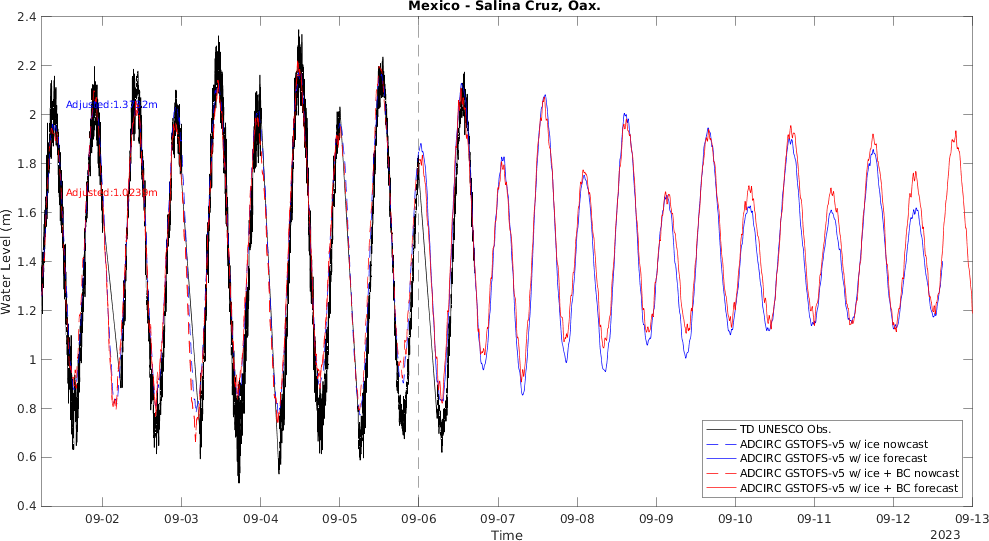 Mexico - Salina Cruz, Oax.
2.4
2.2
2
1.8
1.6
1.4
1.2
1
0.8
0.6
0.4
Water Level (m)
Adjusted:
Adjusted:
TD UNESCO Obs.
ADCIRC GSTOFS-v5 w/ ice nowcast
ADCIRC GSTOFS-v5 w/ ice forecast
ADCIRC GSTOFS-v5 w/ ice + BC nowcast
ADCIRC GSTOFS-v5 w/ ice + BC forecast
09-02 09-03 09-04 09-05 09-06 09-07 09-08 09-09 09-10 09-11 09-12 09-13
2023
Time